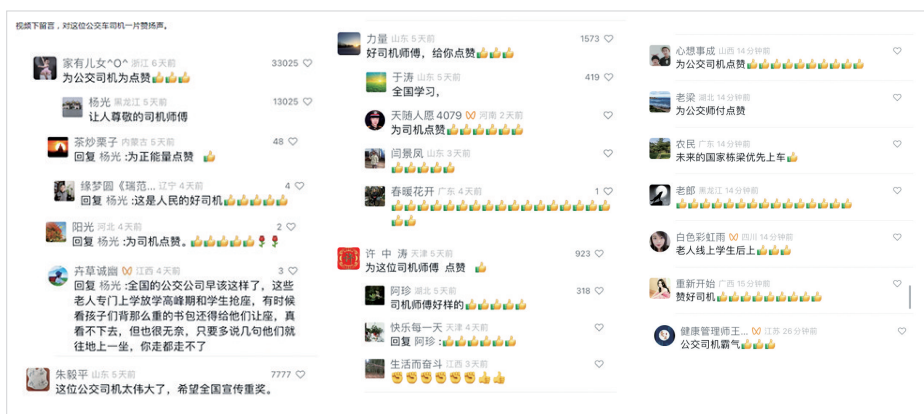 视频下留言，对这位公交车司机一片赞扬声。
家有儿女^O^ 浙江 6天前
33025
为公交司机为点赞
杨光 黑龙江 5天前
13025
让人尊敬的司机师傅
茶炒栗子 内蒙古 5天前
48
回复 杨光 :为正能量点赞
缘梦圆《瑞范... 辽宁 4天前
4
回复 杨光 :这是人民的好司机
阳光 河北 4天前
2
回复 杨光 :为司机点赞。
卉草诚幽 江西 4天前
3
回复 杨光 :全国的公交公司早该这样了，这些
老人专门上学放学高峰期和学生抢座，有时候
看孩子们背那么重的书包还得给他们让座，真
看不下去，但也很无奈，只要多说几句他们就
往地上一坐，你走都走不了
朱毅平 山东 5天前
7777
这位公交司机太伟大了，希望全国宣传重奖。
力量 山东 5天前
1573
好司机师傅，给你点赞
于涛 山东 5天前
419
全国学习，
天随人愿 4079 河南 2天前
为司机点赞
闫景凤 山东 3天前
春暖花开 广东 4天前
1
许 中 涛 天津 5天前
923
为这位司机师傅 点赞
阿珍 湖北 5天前
318
司机师傅好样的
快乐每一天 天津 4天前
回复 阿珍 :
生活而奋斗 江西 3天前
心想事成 山西 14分钟前
为公交司机点赞
老梁 湖北 14分钟前
为公交师付点赞
农民 广东 14分钟前
未来的国家栋梁优先上车
老郎 黑龙江 14分钟前
白色彩虹雨 四川 14分钟前
老人线上学生后上
重新开始 广西 15分钟前
赞好司机
健康管理师王... 江苏 26分钟前
公交司机霸气